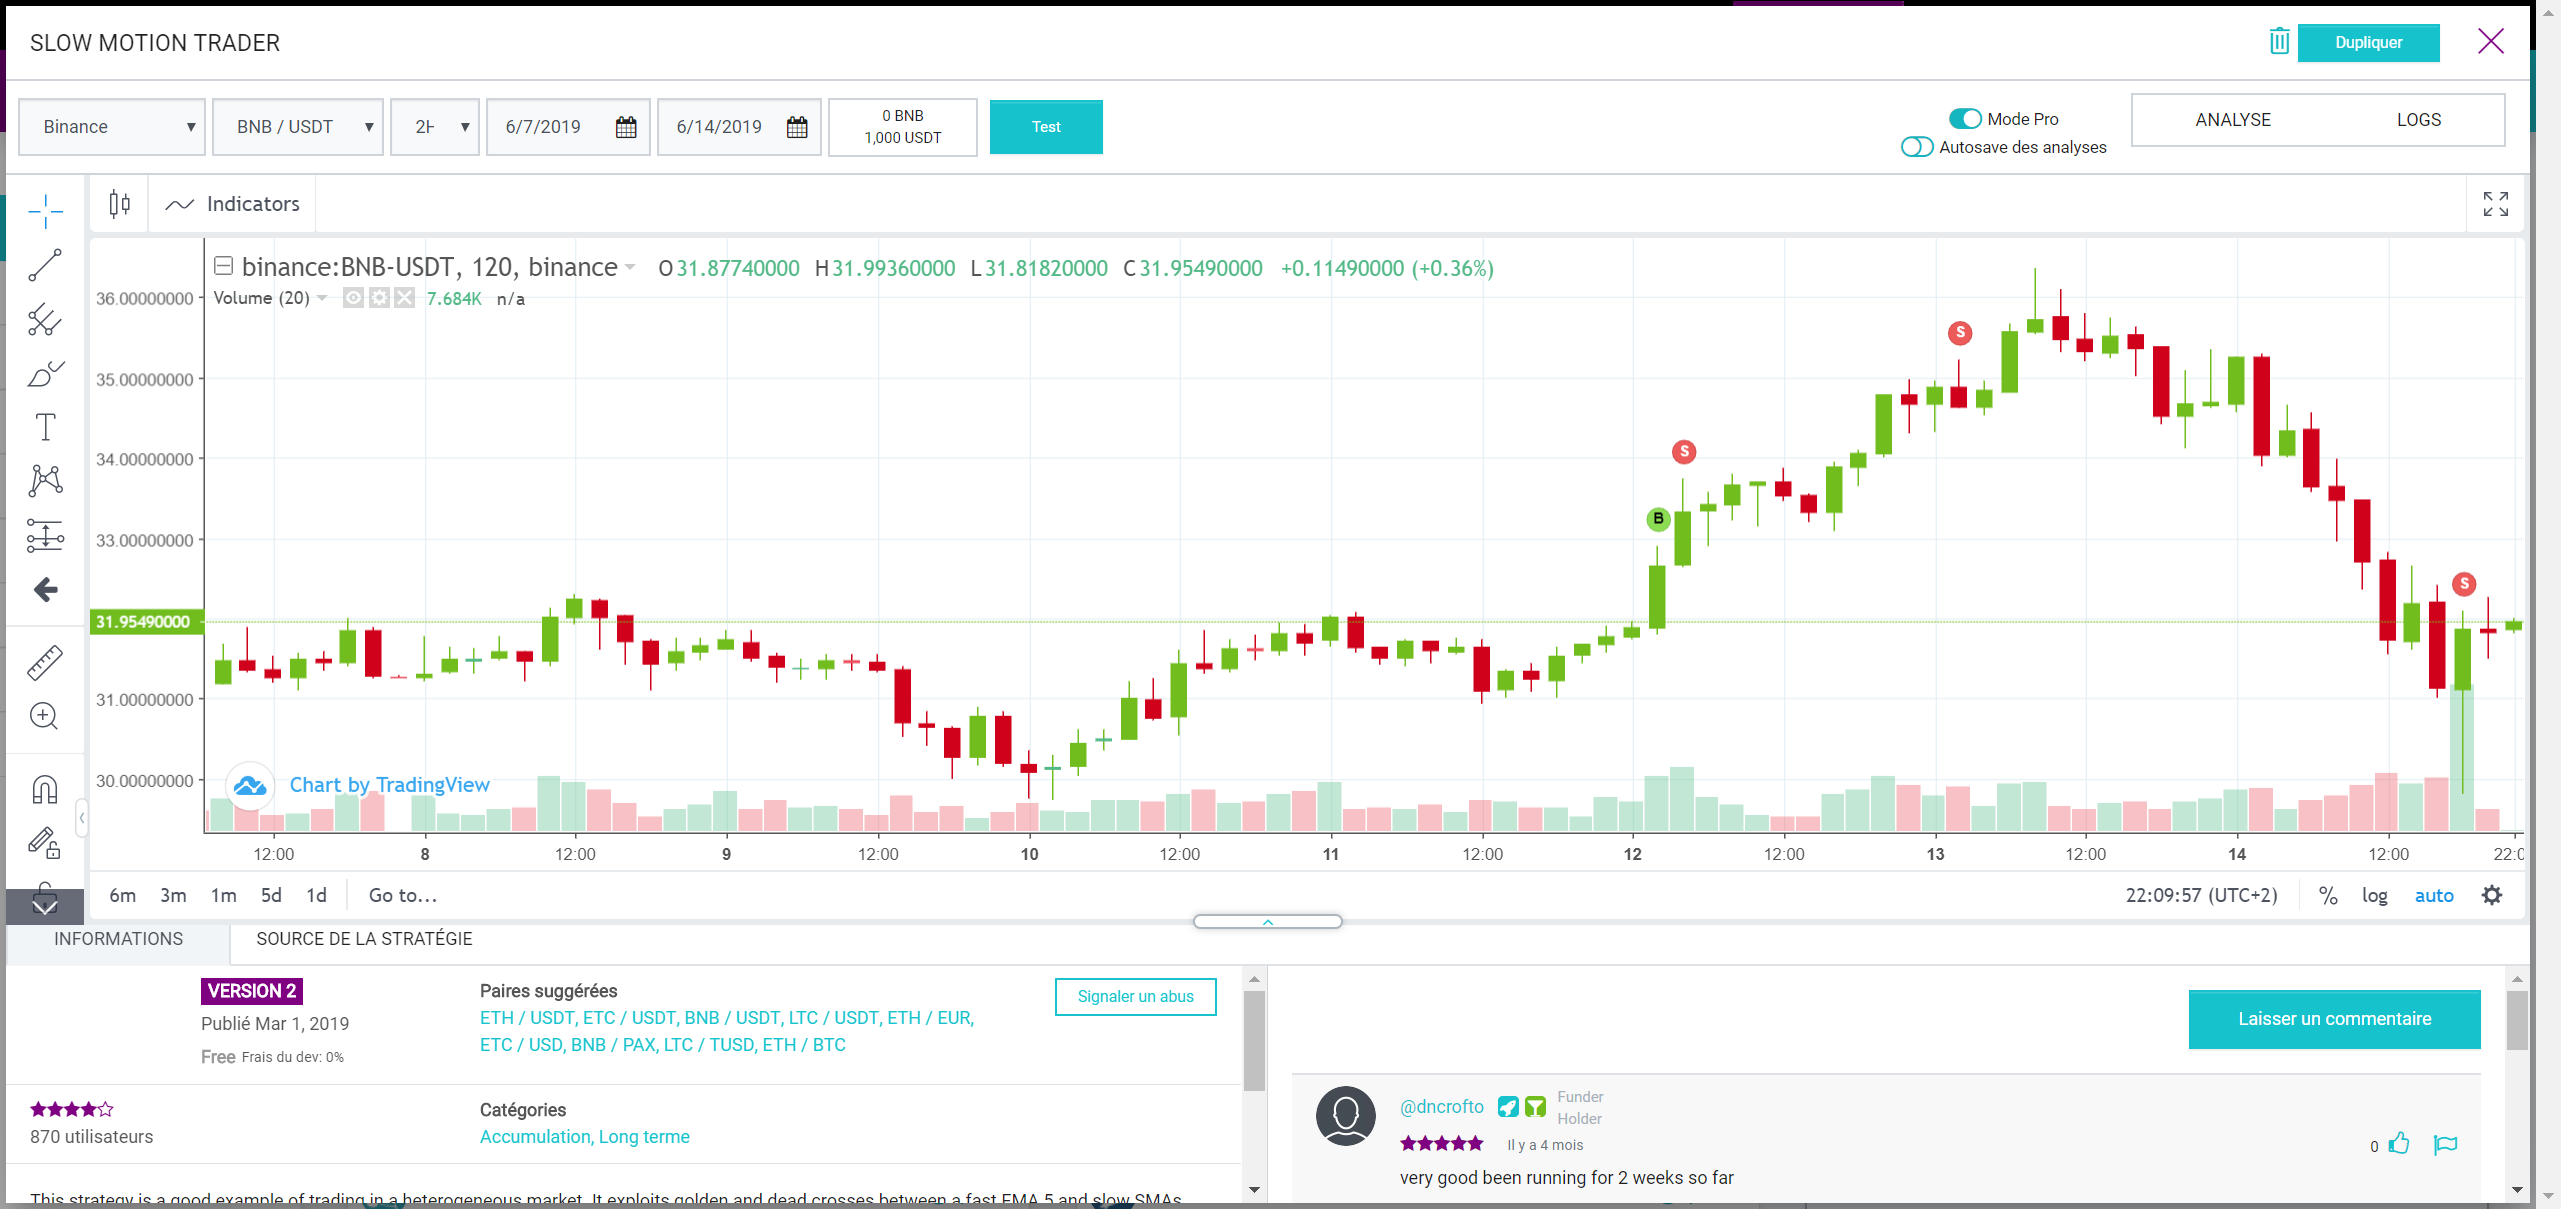 SLOW MOTION TRADER
Dupliquer
Binance
BNB / USDT
2H
6/7/2019
6/14/2019
0 BNB
1,000 USDT
Test
Mode Pro
Autosave des analyses
ANALYSE
LOGS
Indicators
binance:BNB-USDT, 120, binance O31.87740000 H31.99360000 L31.81820000 C31.95490000 +0.11490000 (+0.36%)
Volume (20) 7.684K n/a
36.00000000
35.00000000
34.00000000
33.00000000
31.95490000
31.00000000
30.00000000
S
S
B
S
Chart by TradingView
12:00 8 12:00 9 12:00 10 12:00 11 12:00 12 12:00 13 12:00 14 12:00 22:0
6m 3m 1m 5d 1d Go to...
22:09:57 (UTC+2) % log auto
INFORMATIONS
SOURCE DE LA STRATÉGIE
VERSION 2
Publié Mar 1, 2019
Free Frais du dev: 0%
Paires suggérées
ETH / USDT, ETC / USDT, BNB / USDT, LTC / USDT, ETH / EUR,
ETC / USD, BNB / PAX, LTC / TUSD, ETH / BTC
Signaler un abus
870 utilisateurs
Catégories
Accumulation, Long terme
This strategy is a good example of trading in a heterogeneous market. It exploits golden and dead crosses between a fast EMA 5 and slow SMAs
Laisser un commentaire
@dncrofto
Funder
Holder
Il y a 4 mois
0
very good been running for 2 weeks so far